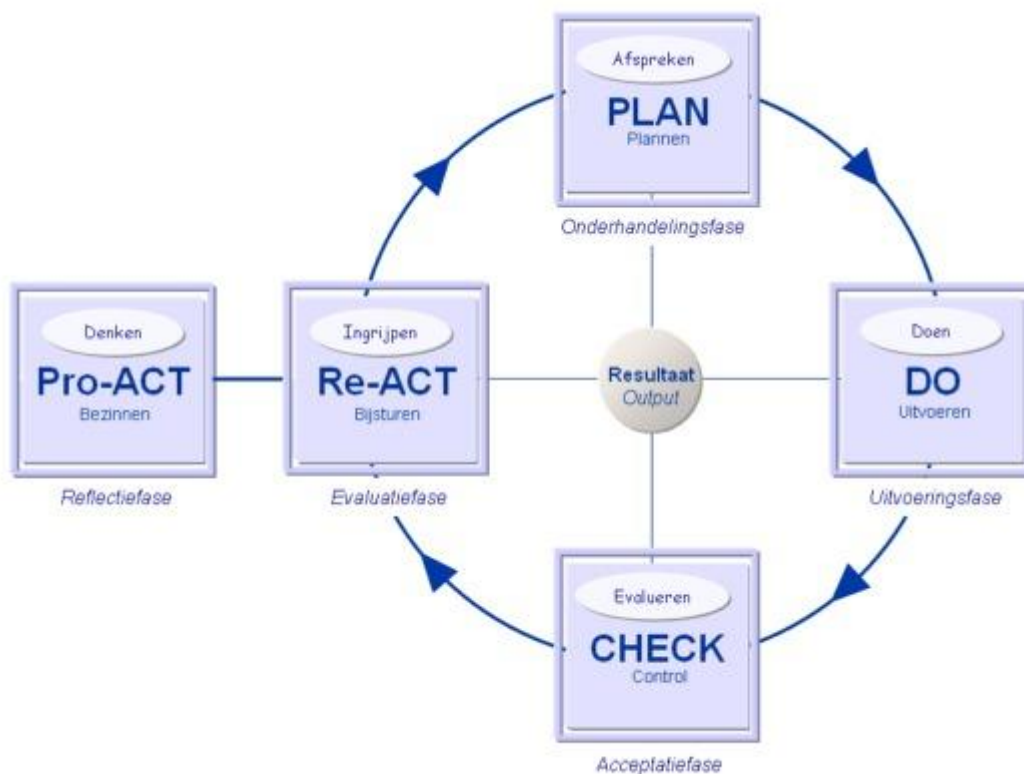 Afspreken
PLAN
Plannen
Onderhandelingsfase
Denken
Pro-ACT
Bezinnen
Reflectiefase
Ingrijpen
Re-ACT
Bijsturen
Evaluatiefase
Resultaat
Output
Doen
DO
Uitvoeren
Uitvoeringsfase
Evalueren
CHECK
Control
Acceptatiefase